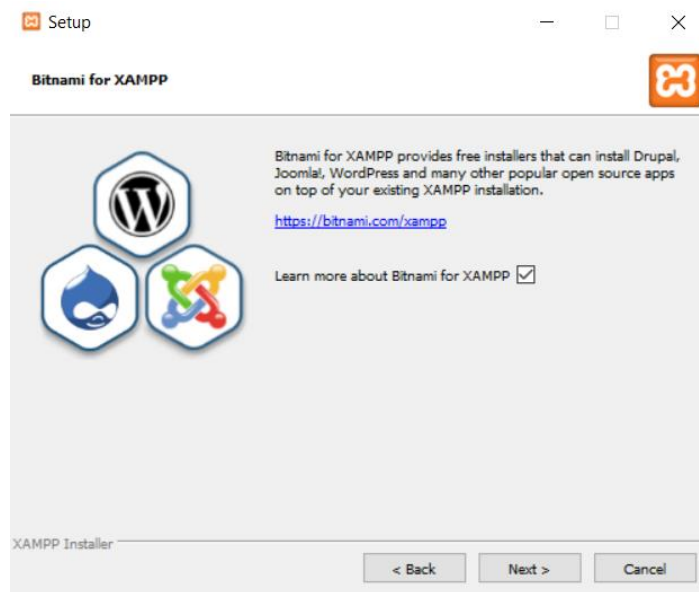 Setup
Bitnami for XAMPP
Bitnami for XAMPP provides free installers that can install Drupal,
Joomla!, WordPress and many other popular open source apps
on top of your existing XAMPP installation.
https://bitnami.com/xampp
Learn more about Bitnami for XAMPP
XAMPP Installer
< Back
Next >
Cancel